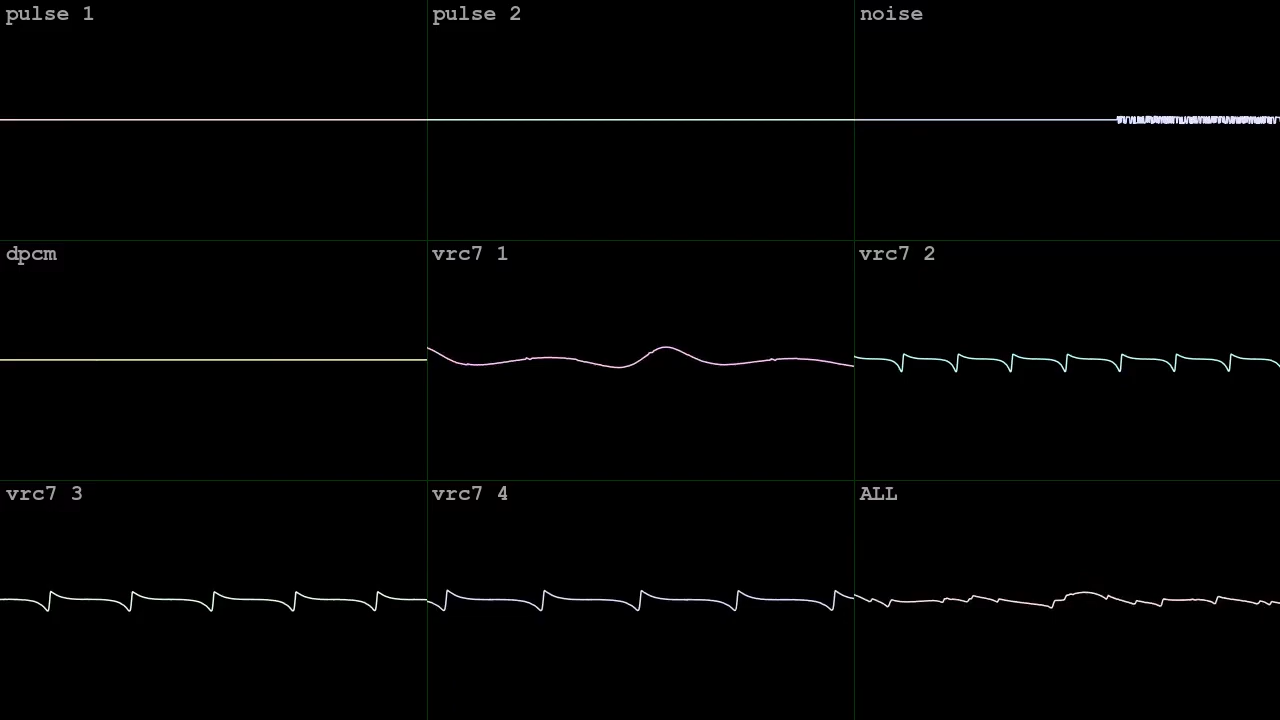 pulse 1
pulse 2
noise
dpcm
vrc7 1
vrc7 2
vrc7 3
vrc7 4
ALL